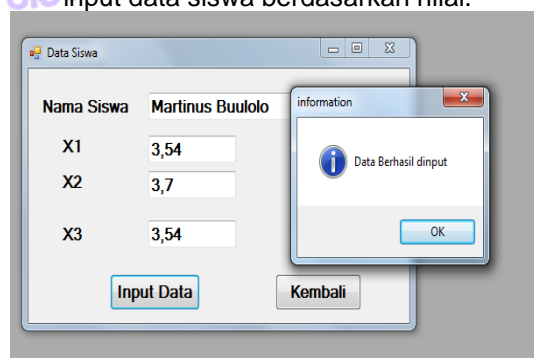 input data siswa berdasarkan nilai.
Data Siswa
Nama Siswa Martinus Buulolo
X1 3,54
X2 3,7
X3 3,54
Input Data Kembali
information
Data Berhasil dinput
OK